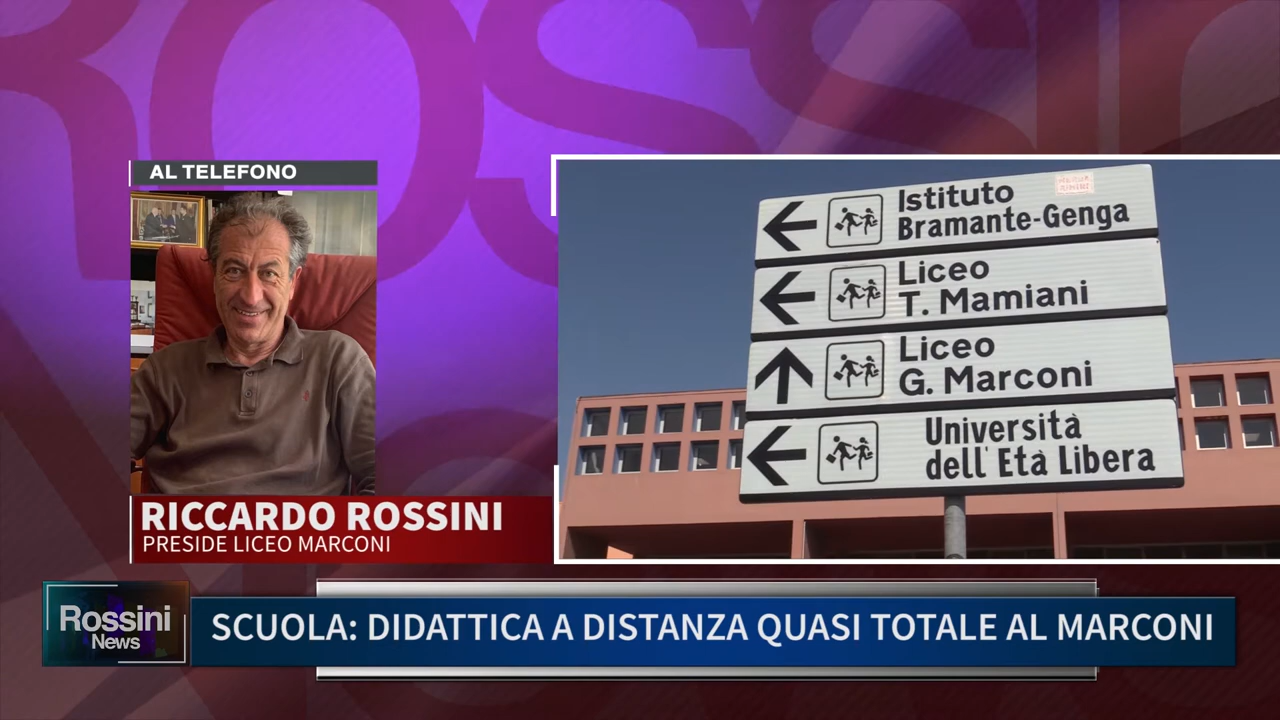 ROSSINI
AL TELEFONO
Istituto
Bramante-Genga
Liceo
T. Mamiani
Liceo
G. Marconi
Università
dell'Età Libera
RICCARDO ROSSINI
PRESIDE LICEO MARCONI
Rossini
News
SCUOLA: DIDATTICA A DISTANZA QUASI TOTALE AL MARCONI